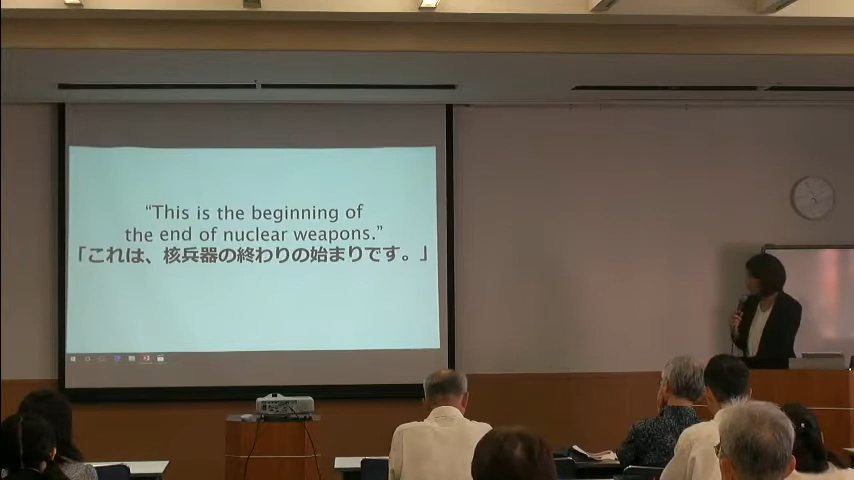 “This is the beginning of
the end of nuclear weapons.”
「これは、核兵器の終わりの始まりです。」